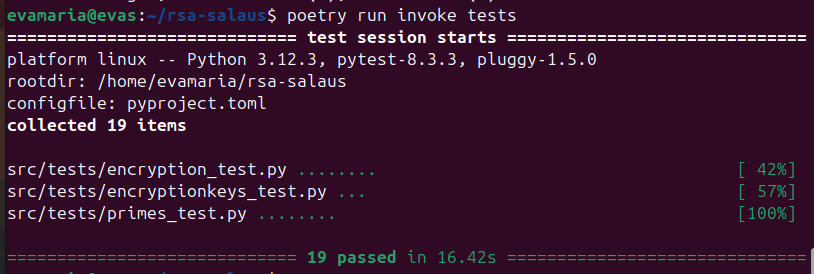 evamaria@evas:~/rsa-salaus$ poetry run invoke tests
============================= test session starts ==============================
platform linux -- Python 3.12.3, pytest-8.3.3, pluggy-1.5.0
rootdir: /home/evamaria/rsa-salaus
configfile: pyproject.toml
collected 19 items
src/tests/encryption_test.py ........ [ 42%]
src/tests/encryptionkeys_test.py ... [ 57%]
src/tests/primes_test.py ........ [100%]
============================= 19 passed in 16.42s ==============================